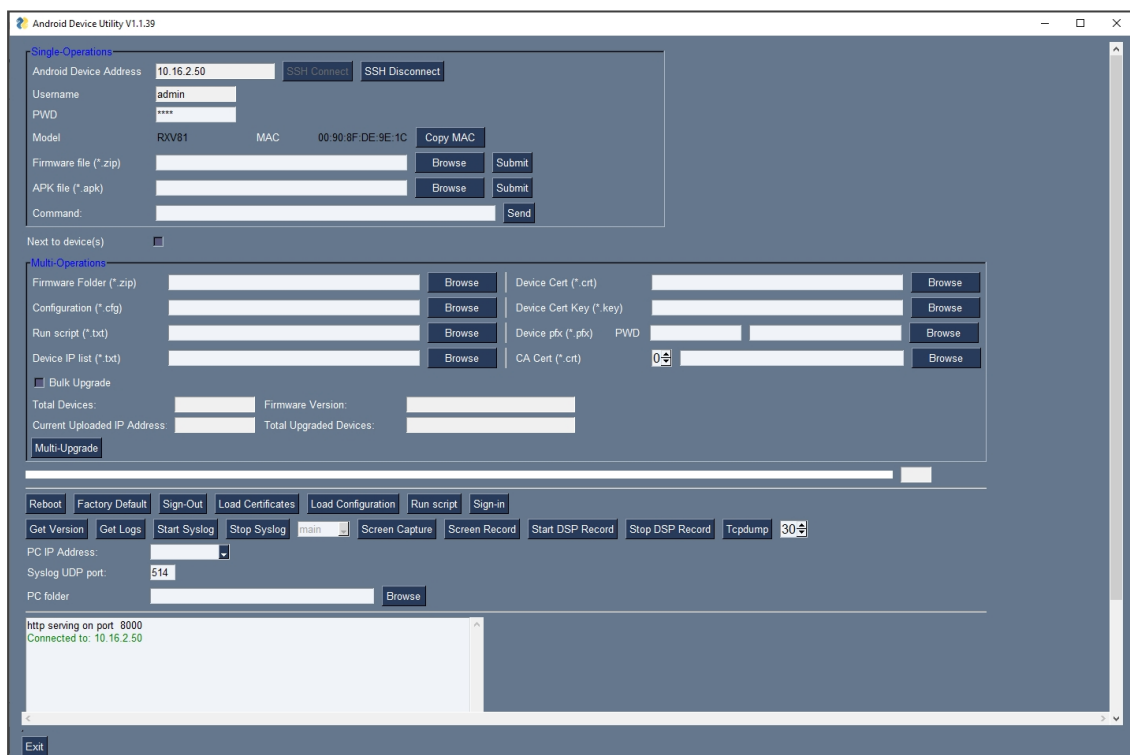 Android Device Utility V1.1.39
Single-Operations
Android Device Address 10.16.2.50 SSH Connect SSH Disconnect
Username admin
PWD ****
Model RXV81 MAC 00:90:8F:DE:9E:1C Copy MAC
Firmware file (*.zip) Browse Submit
APK file (*.apk) Browse Submit
Command: Send
Next to device(s)
Multi-Operations
Firmware Folder (*.zip) Browse Device Cert (*.crt) Browse
Configuration (*.cfg) Browse Device Cert Key (*.key) Browse
Run script (*.txt) Browse Device pfx (*.pfx) PWD Browse
Device IP list (*.txt) Browse CA Cert (*.crt) 0 Browse
Bulk Upgrade
Total Devices: Firmware Version:
Current Uploaded IP Address: Total Upgraded Devices:
Multi-Upgrade
Reboot Factory Default Sign-Out Load Certificates Load Configuration Run script Sign-in
Get Version Get Logs Start Syslog Stop Syslog main Screen Capture Screen Record Start DSP Record Stop DSP Record Tcpdump 30
PC IP Address:
Syslog UDP port: 514
PC folder Browse
http serving on port 8000
Connected to: 10.16.2.50
Exit